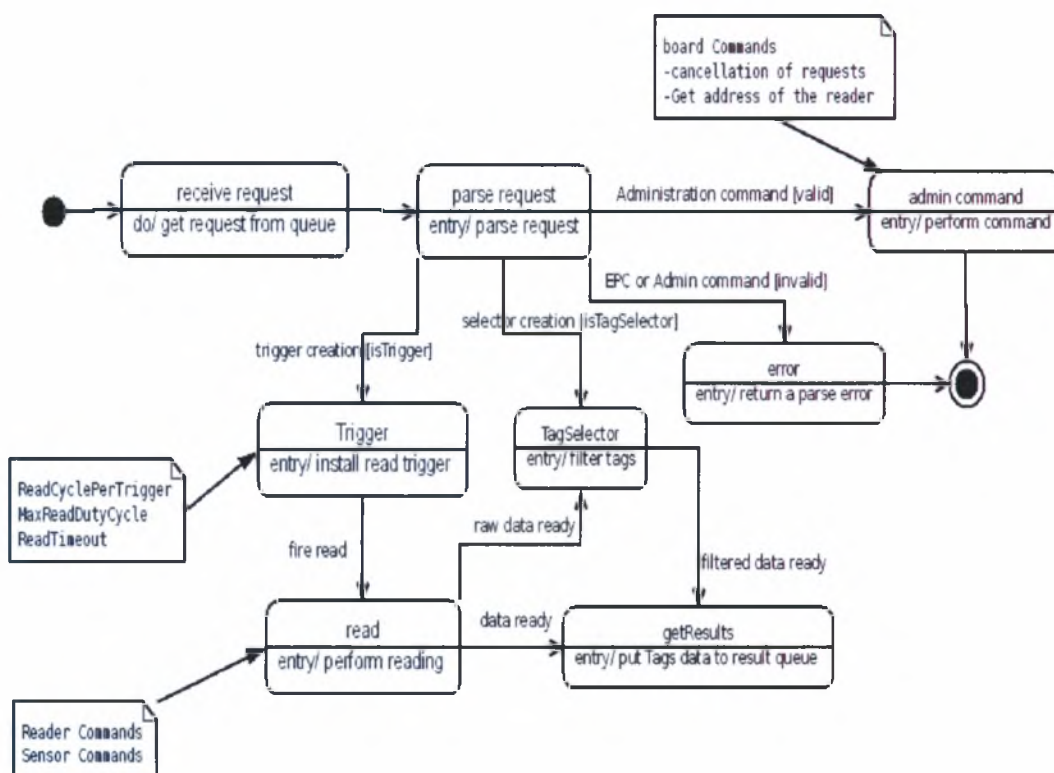 board Commands
-cancellation of requests
-Get address of the reader
receive request
do/ get request from queue
parse request
entry/ parse request
Administration command [valid]
admin command
entry/ perform command
EPC or Admin command [invalid]
selector creation [isTagSelector]
trigger creation [isTrigger]
error
entry/ return a parse error
Trigger
entry/ install read trigger
TagSelector
entry/ filter tags
ReadCyclePerTrigger
MaxReadDutyCycle
ReadTimeout
raw data ready
fire read
filtered data ready
read
entry/ perform reading
data ready
getResults
entry/ put Tags data to result queue
Reader Commands
Sensor Commands